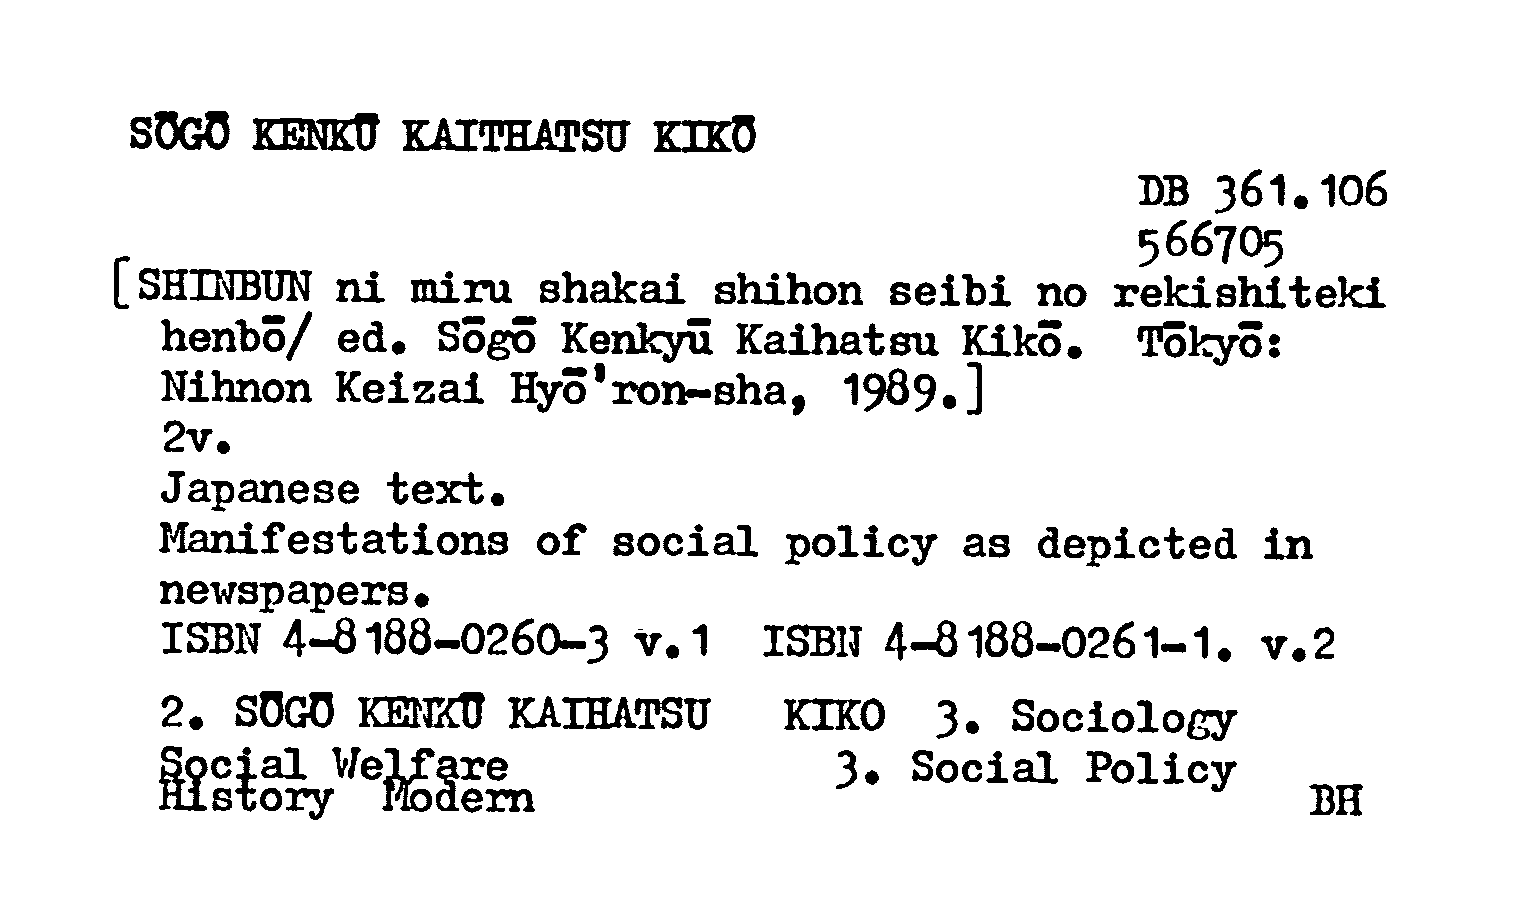 SŌGŌ KENKŪ KAITHATSU KIKŌ
DB 361.106
566705
[SHINBUN ni miru shakai shihon seibi no rekishiteki
henbō/ ed. Sōgō Kenkyū Kaihatsu Kikō. Tōkyō:
Nihnon Keizai Hyō'ron-sha, 1989.]
2v.
Japanese text.
Manifestations of social policy as depicted in
newspapers.
ISBN 4-8188-0260-3 v.1 ISBN 4-8188-0261-1. v.2
2. SŌGŌ KENKŪ KAIHATSU KIKO 3. Sociology
Social Welfare 3. Social Policy
History Modern BH